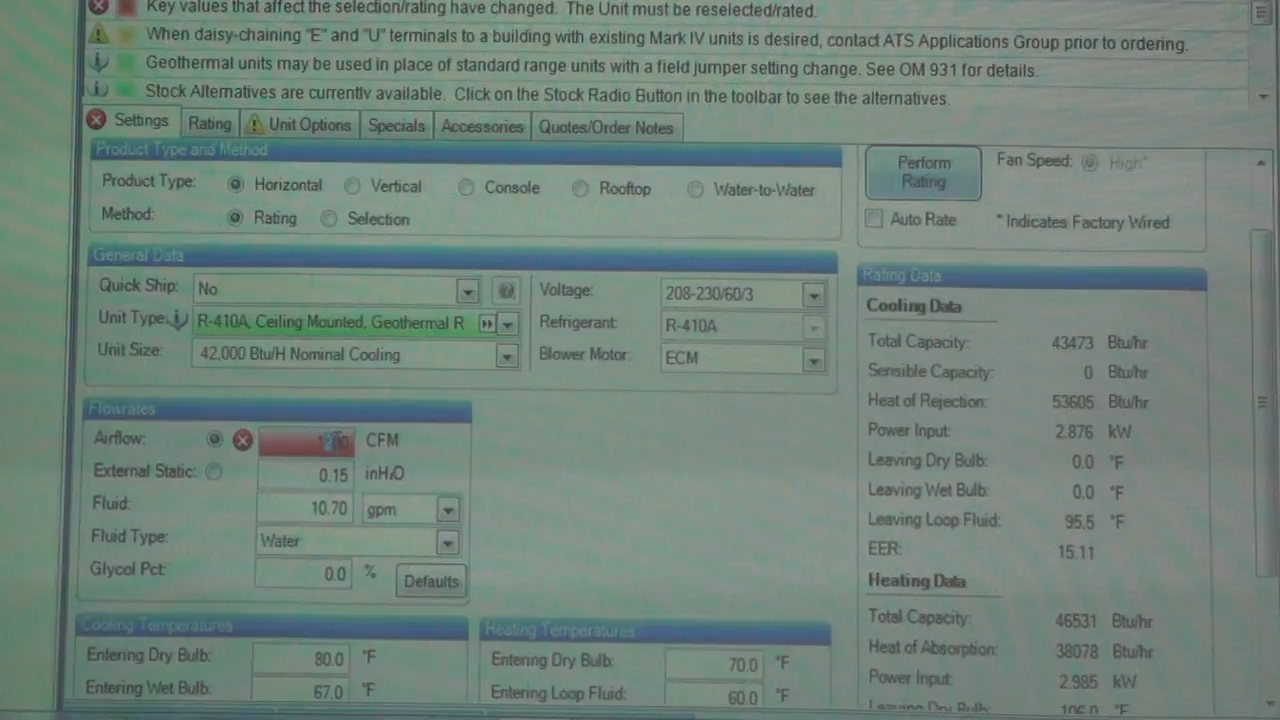 Key values that affect the selection/rating have changed. The Unit must be reselected/rated.
When daisy-chaining "E" and "U" terminals to a building with existing Mark IV units is desired, contact ATS Applications Group prior to ordering.
Geothermal units may be used in place of standard range units with a field jumper setting change. See OM 931 for details.
Stock Alternatives are currently available. Click on the Stock Radio Button in the toolbar to see the alternatives.
Settings Rating Unit Options Specials Accessories Quotes/Order Notes
Product Type and Method
Product Type: Horizontal Vertical Console Rooftop Water-to-Water
Method: Rating Selection
Perform Rating
Fan Speed: High*
Auto Rate * Indicates Factory Wired
General Data
Quick Ship: No
Unit Type: R-410A, Ceiling Mounted, Geothermal R
Unit Size: 42,000 Btu/H Nominal Cooling
Voltage: 208-230/60/3
Refrigerant: R-410A
Blower Motor: ECM
Flowrates
Airflow: CFM
External Static: 0.15 inH2O
Fluid: 10.70 gpm
Fluid Type: Water
Glycol Pct: 0.0 % Defaults
Cooling Temperatures
Entering Dry Bulb: 80.0 °F
Entering Wet Bulb: 67.0 °F
Heating Temperatures
Entering Dry Bulb: 70.0 °F
Entering Loop Fluid: 60.0 °F
Rating Data
Cooling Data
Total Capacity: 43473 Btu/hr
Sensible Capacity: 0 Btu/hr
Heat of Rejection: 53605 Btu/hr
Power Input: 2.876 kW
Leaving Dry Bulb: 0.0 °F
Leaving Wet Bulb: 0.0 °F
Leaving Loop Fluid: 95.5 °F
EER: 15.11
Heating Data
Total Capacity: 46531 Btu/hr
Heat of Absorption: 38078 Btu/hr
Power Input: 2.985 kW
Leaving Dry Bulb: 106.0 °F